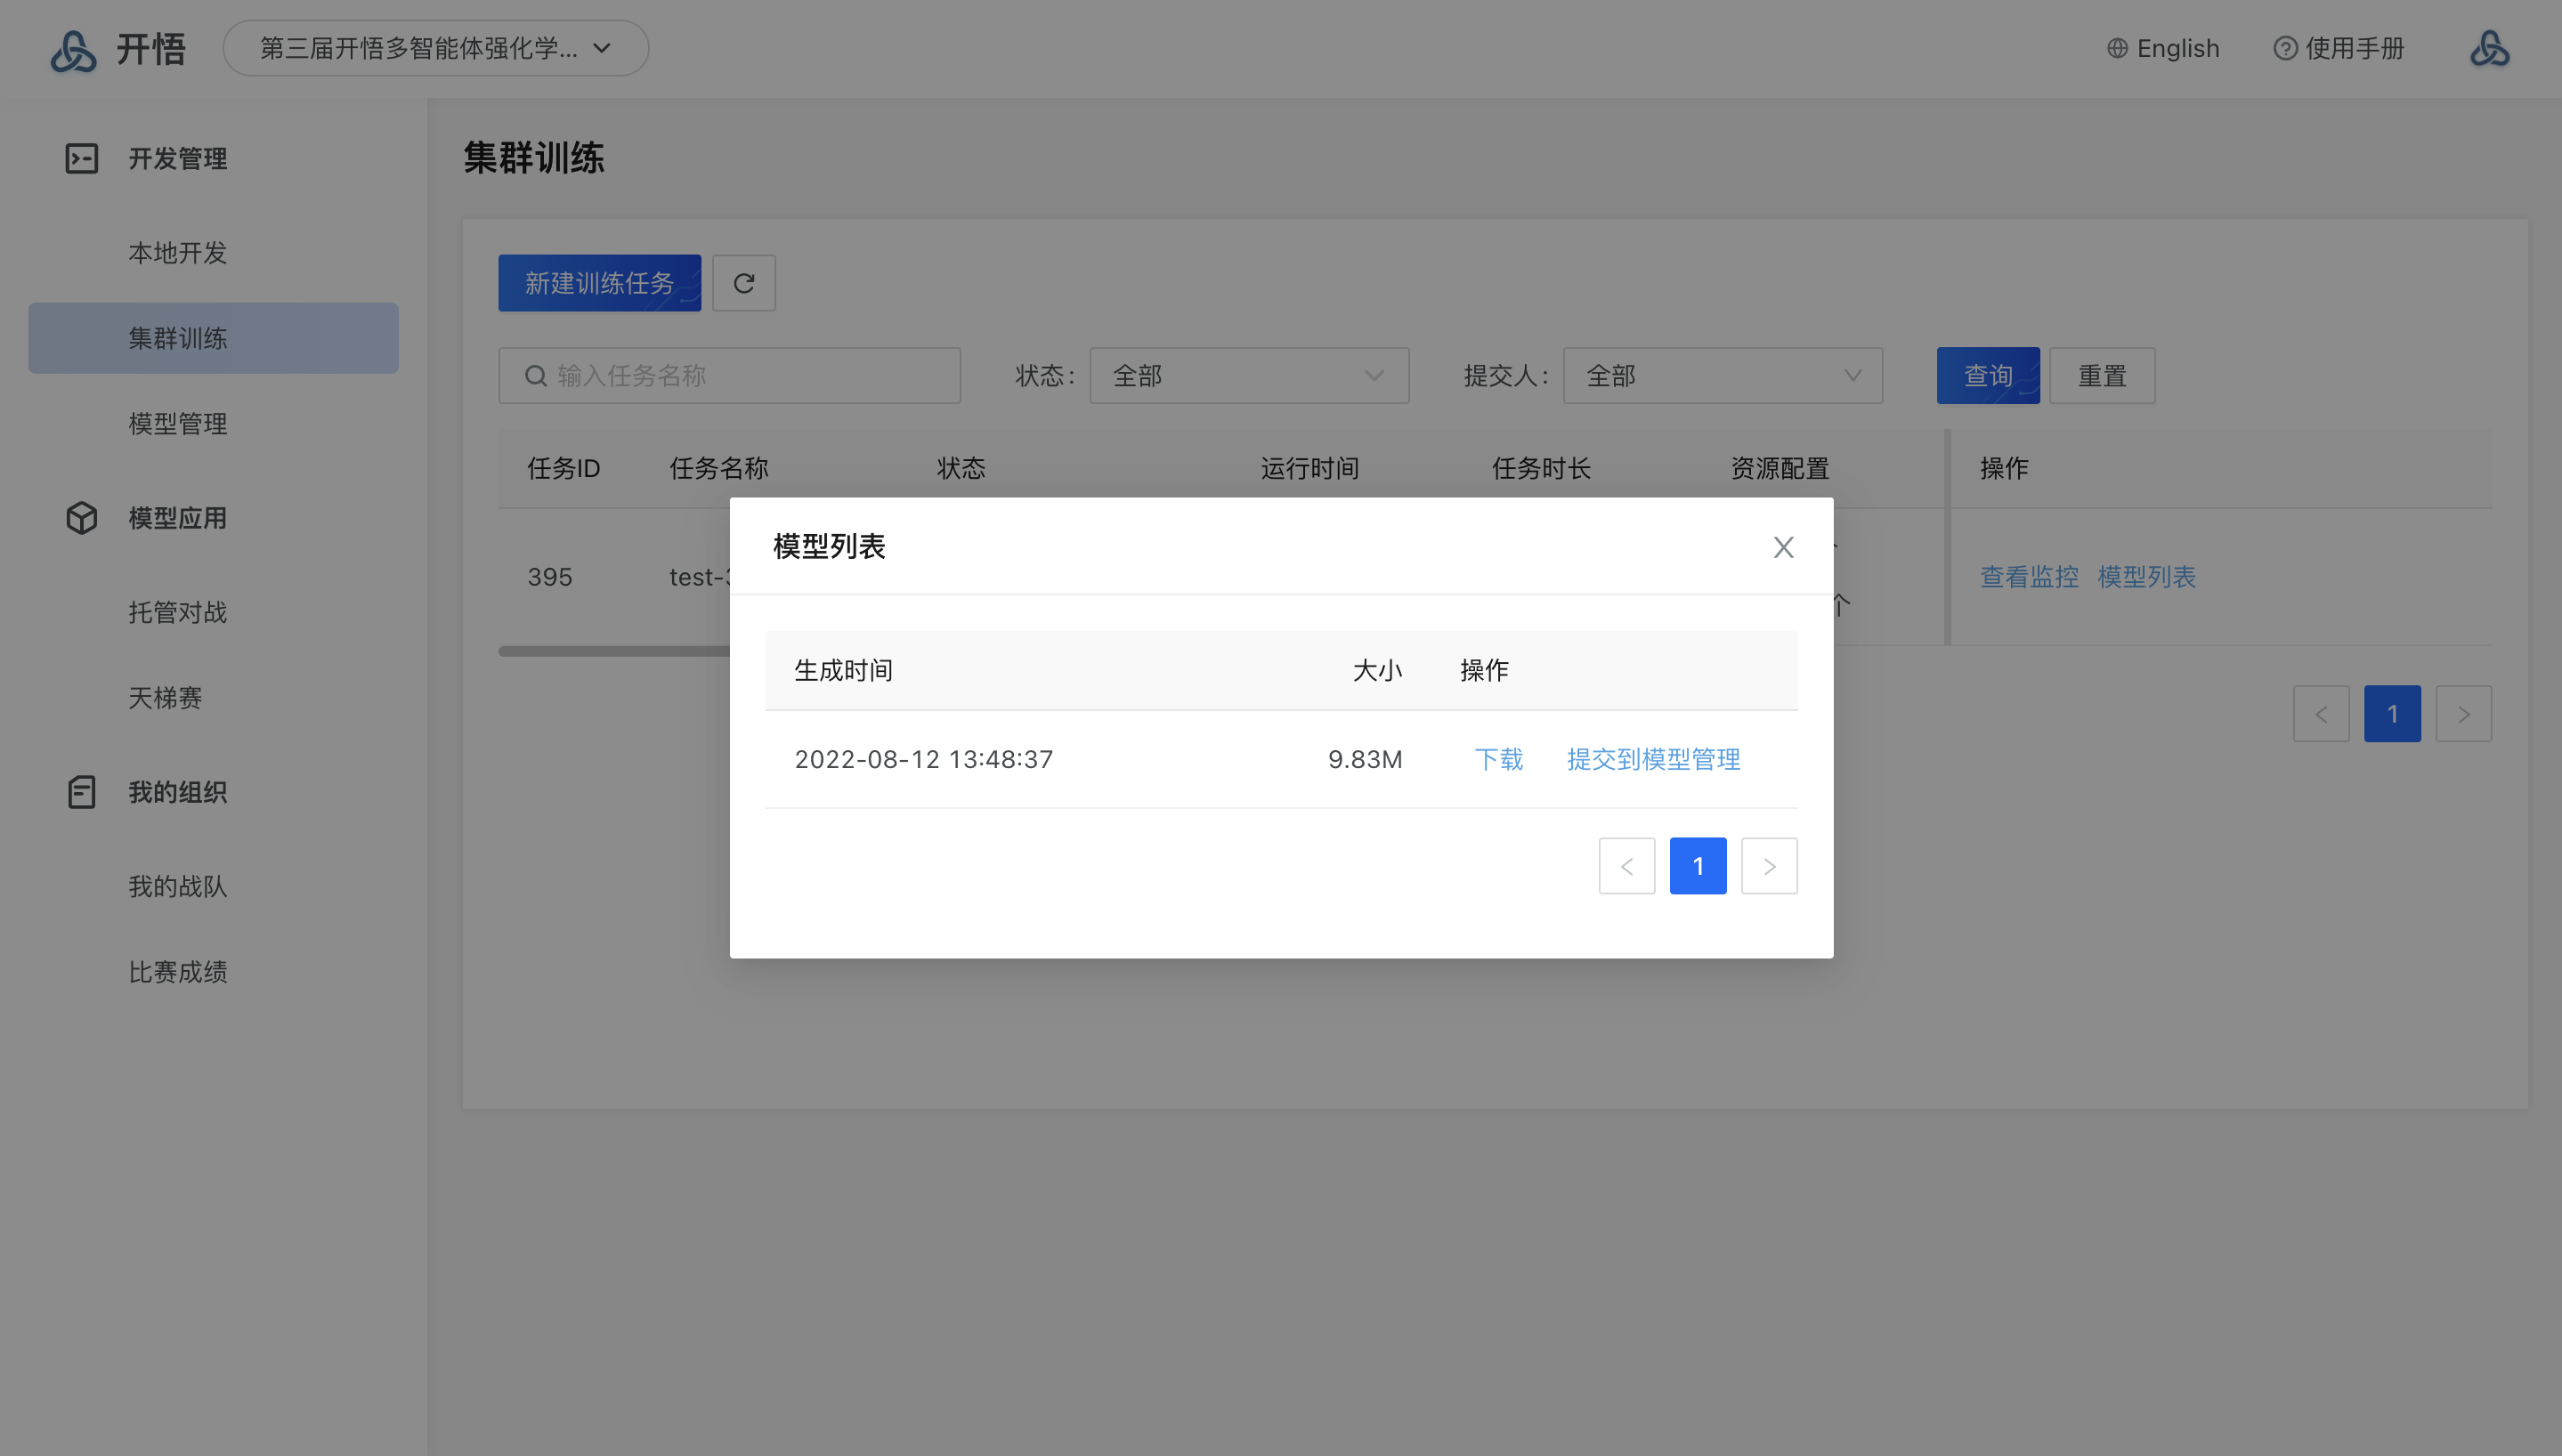 开悟 第三届开悟多智能体强化学... English 使用手册
开发管理
本地开发
集群训练
模型管理
模型应用
托管对战
天梯赛
我的组织
我的战队
比赛成绩
集群训练
新建训练任务
输入任务名称 状态: 全部 提交人: 全部 查询 重置
任务ID 任务名称 状态 运行时间 任务时长 资源配置 操作
395 test- 个 查看监控 模型列表
1
模型列表
生成时间 大小 操作
2022-08-12 13:48:37 9.83M 下载 提交到模型管理
1